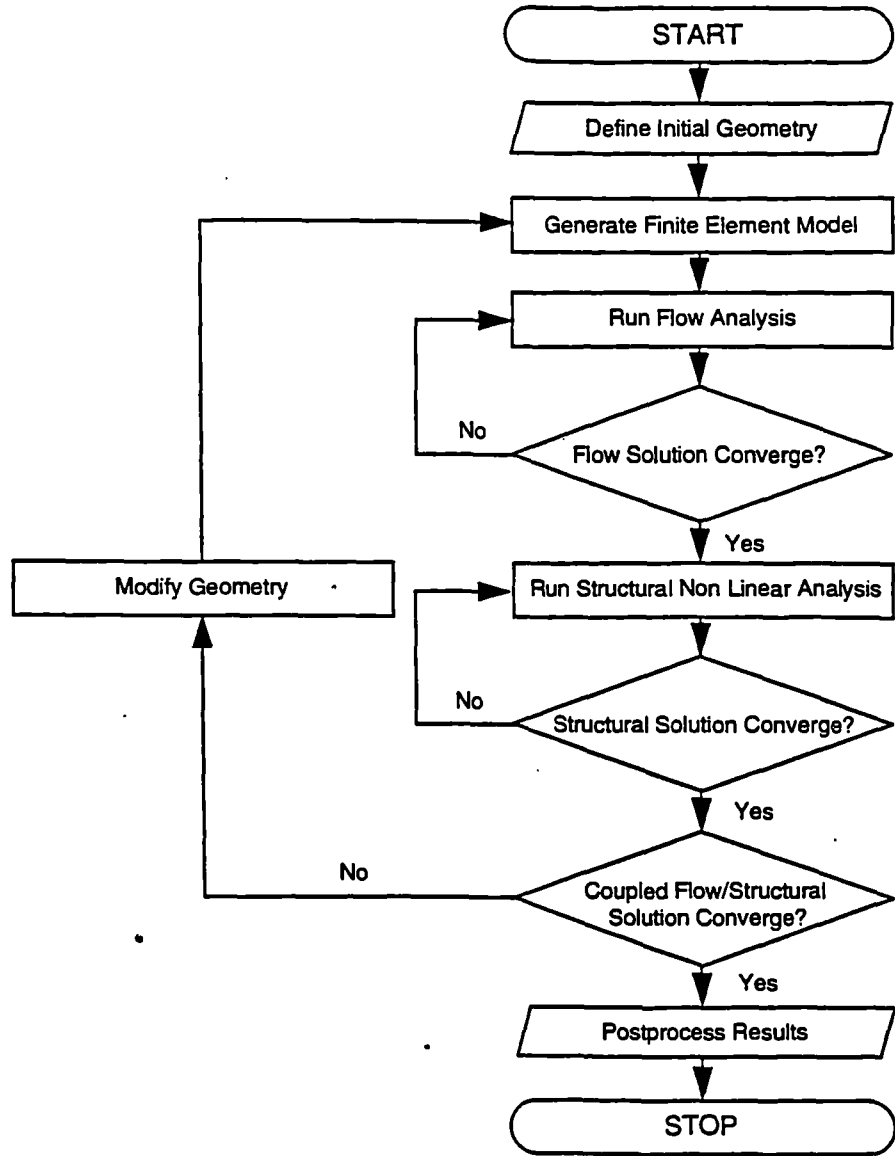 START
Define Initial Geometry
Generate Finite Element Model
Run Flow Analysis
No
Flow Solution Converge?
Yes
Modify Geometry
Run Structural Non Linear Analysis
No
Structural Solution Converge?
Yes
No
Coupled Flow/Structural
Solution Converge?
Yes
Postprocess Results
STOP